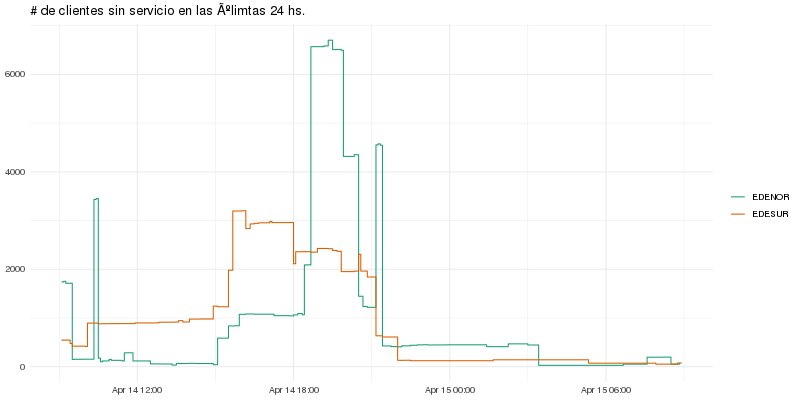 # de clientes sin servicio en las Ãºlimtas 24 hs.
6000
4000
2000
0
Apr 14 12:00
Apr 14 18:00
Apr 15 00:00
Apr 15 06:00
EDENOR
EDESUR